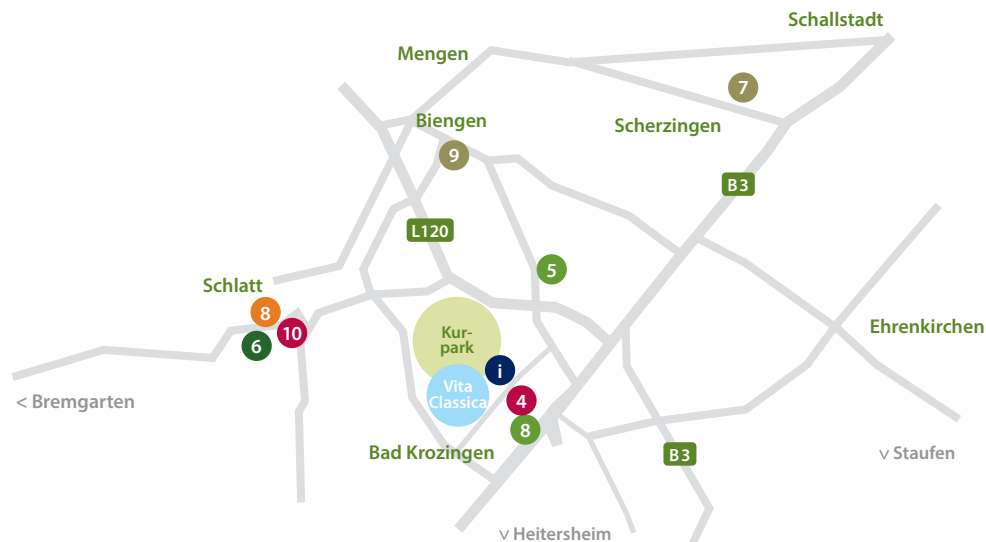 Schallstadt
Mengen
7
Biengen
Scherzingen
9
B3
L120
5
Schlatt
8
10
6
Kur-
park
Ehrenkirchen
i
Vita
Classica
< Bremgarten
4
8
Bad Krozingen
B3
v Staufen
v Heitersheim